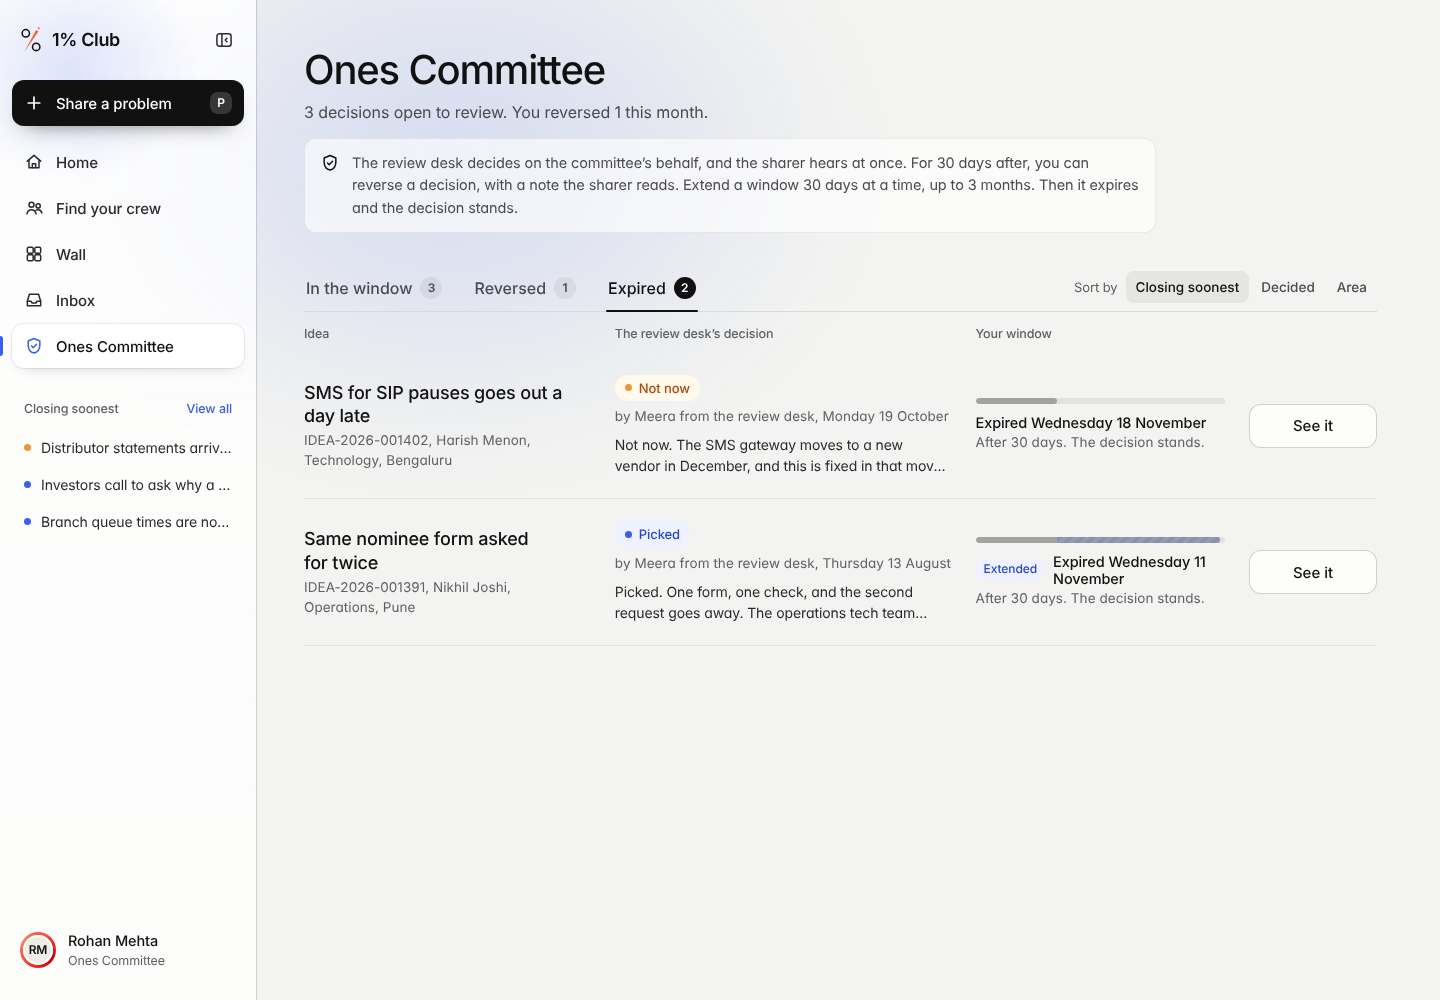 1% Club
Share a problem P
Home
Find your crew
Wall
Inbox
Ones Committee
Closing soonest View all
Distributor statements arriv...
Investors call to ask why a ...
Branch queue times are no...
RM
Rohan Mehta
Ones Committee
Ones Committee
3 decisions open to review. You reversed 1 this month.
The review desk decides on the committee’s behalf, and the sharer hears at once. For 30 days after, you can
reverse a decision, with a note the sharer reads. Extend a window 30 days at a time, up to 3 months. Then it expires
and the decision stands.
In the window 3 Reversed 1 Expired 2
Sort by Closing soonest Decided Area
Idea The review desk’s decision Your window
SMS for SIP pauses goes out a
day late
IDEA-2026-001402, Harish Menon,
Technology, Bengaluru
Not now
by Meera from the review desk, Monday 19 October
Not now. The SMS gateway moves to a new
vendor in December, and this is fixed in that mov...
Expired Wednesday 18 November
After 30 days. The decision stands.
See it
Same nominee form asked
for twice
IDEA-2026-001391, Nikhil Joshi,
Operations, Pune
Picked
by Meera from the review desk, Thursday 13 August
Picked. One form, one check, and the second
request goes away. The operations tech team...
Extended Expired Wednesday 11
November
After 30 days. The decision stands.
See it